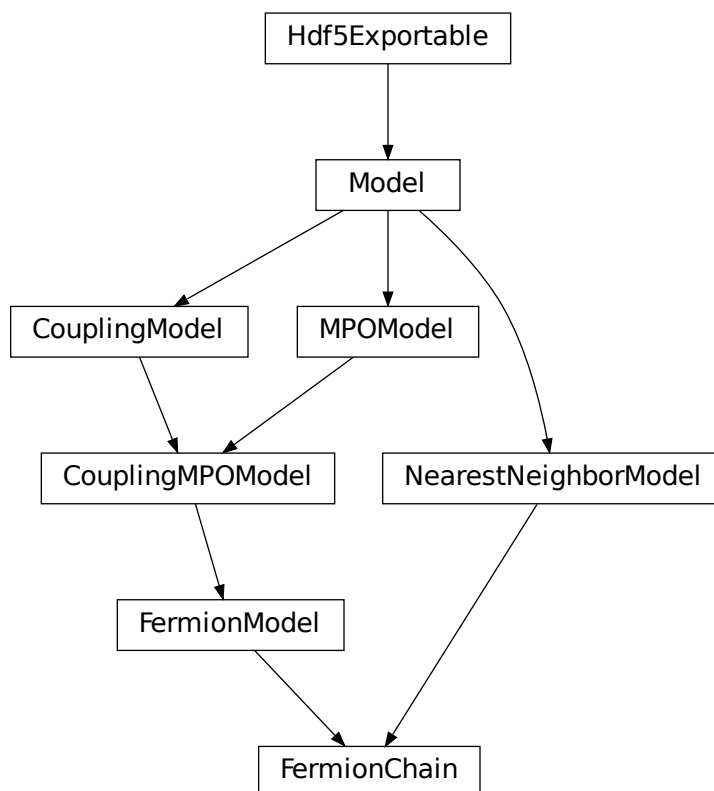 Hdf5Exportable
Model
CouplingModel
MPOModel
CouplingMPOModel
NearestNeighborModel
FermionModel
FermionChain